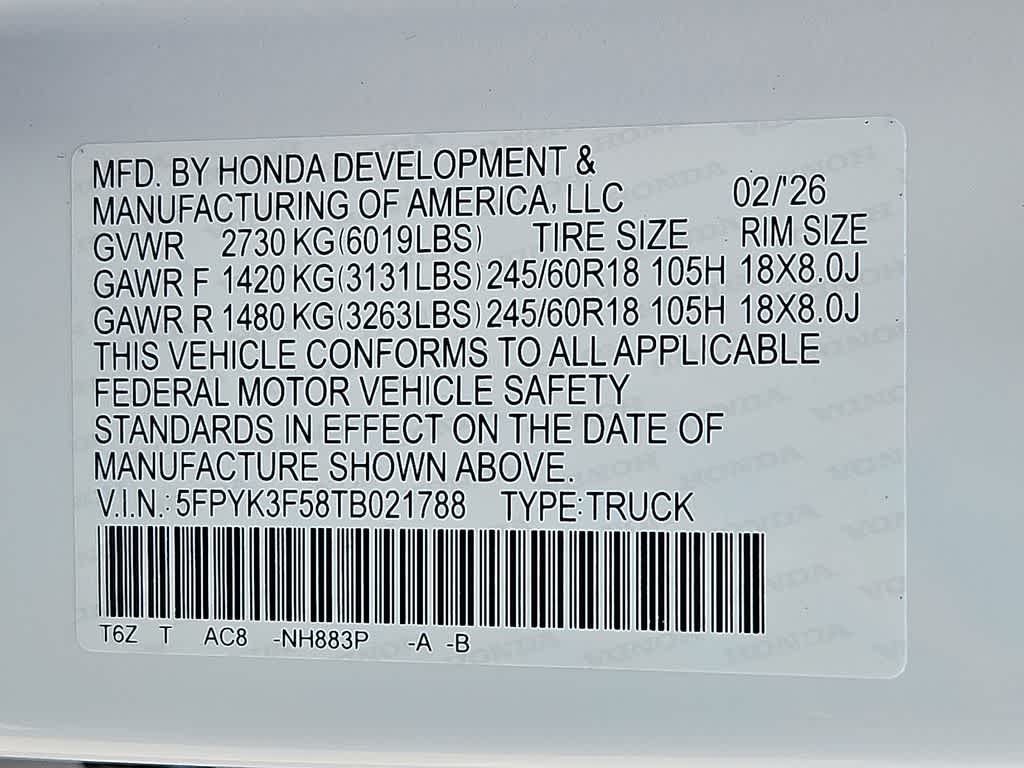 MFD. BY HONDA DEVELOPMENT &
MANUFACTURING OF AMERICA, LLC 02/'26
GVWR 2730 KG(6019LBS) TIRE SIZE RIM SIZE
GAWR F 1420 KG(3131LBS) 245/60R18 105H 18X8.0J
GAWR R 1480 KG(3263LBS) 245/60R18 105H 18X8.0J
THIS VEHICLE CONFORMS TO ALL APPLICABLE
FEDERAL MOTOR VEHICLE SAFETY
STANDARDS IN EFFECT ON THE DATE OF
MANUFACTURE SHOWN ABOVE.
V.I.N.: 5FPYK3F58TB021788 TYPE:TRUCK
T6Z T AC8 -NH883P -A -B